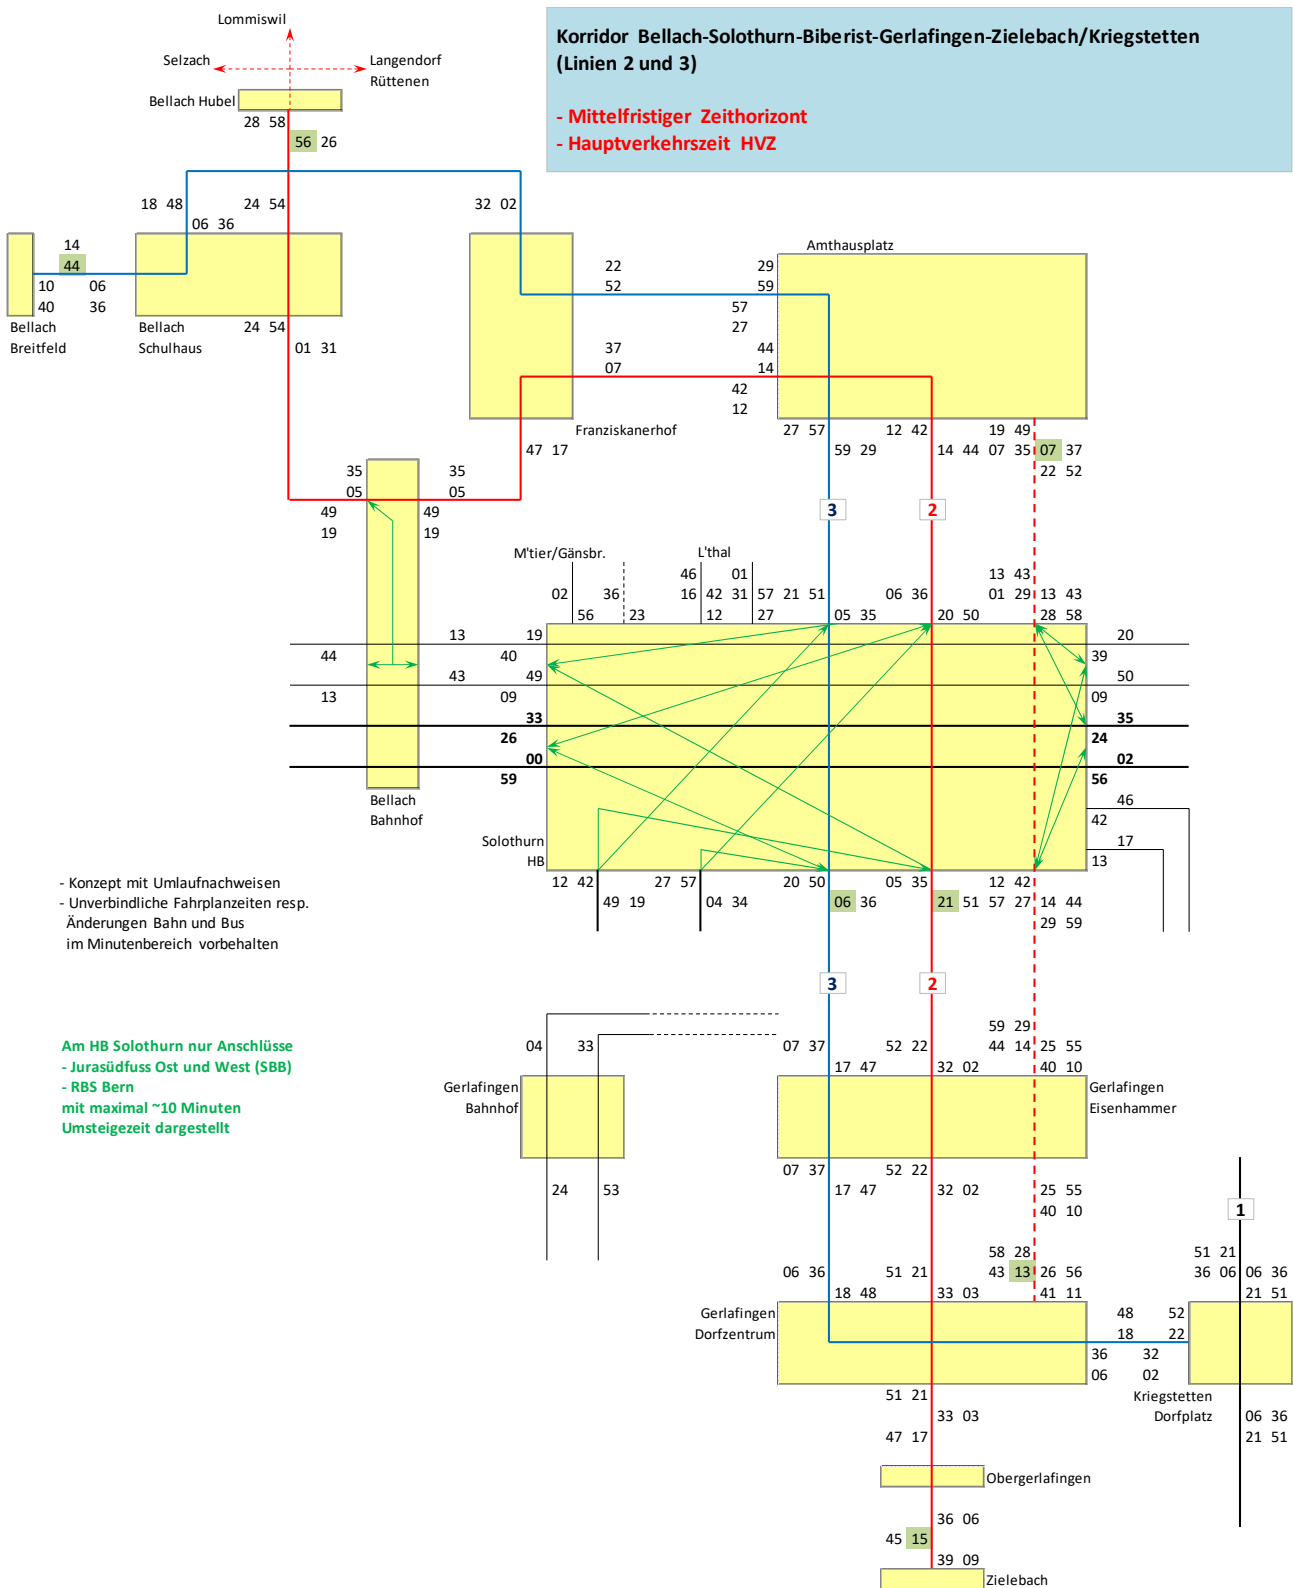 Lommiswil
Korridor Bellach-Solothurn-Biberist-Gerlafingen-Zielebach/Kriegstetten
(Linien 2 und 3)
- Mittelfristiger Zeithorizont
- Hauptverkehrszeit HVZ
Selzach
Langendorf
Rüttenen
Bellach Hubel
28 58
56 26
18 48
24 54
32 02
06 36
14
44
10 06
40 36
Bellach
Breitfeld
Bellach
Schulhaus
24 54
01 31
Amthausplatz
22 29
52 59
57
27
37 44
07 14
42
12
Franziskanerhof
47 17
27 57
59 29
12 42
14 44
19 49
07 35
07 37
22 52
35 35
05 05
49 49
19 19
3
2
M'tier/Gänsbr.
L'thal
46 01
02 36 16 42 31 57 21 51
56 23 12 27 05 35
06 36
20 50
13 43
01 29 13 43
28 58
13 19 20
44 40 39
43 49 50
13 09 09
33 35
26 24
00 02
59 56
Bellach
Bahnhof
46
42
17
13
Solothurn
HB
12 42
49 19
27 57
04 34
20 50
06 36
05 35
21 51
12 42
57 27 14 44
29 59
- Konzept mit Umlaufnachweisen
- Unverbindliche Fahrplanzeiten resp.
Änderungen Bahn und Bus
im Minutenbereich vorbehalten
3
2
Am HB Solothurn nur Anschlüsse
- Jurasüdfuss Ost und West (SBB)
- RBS Bern
mit maximal ~10 Minuten
Umsteigezeit dargestellt
04 33
Gerlafingen
Bahnhof
24 53
07 37
17 47
52 22
32 02
59 29
44 14 25 55
40 10
Gerlafingen
Eisenhammer
07 37
17 47
52 22
32 02
25 55
40 10
1
06 36
18 48
51 21
33 03
58 28
43 13 26 56
41 11
51 21
36 06 06 36
21 51
Gerlafingen
Dorfzentrum
48 52
18 22
36 32
06 02
Kriegstetten
Dorfplatz
06 36
21 51
51 21
33 03
47 17
Obergerlafingen
36 06
45 15
39 09
Zielebach